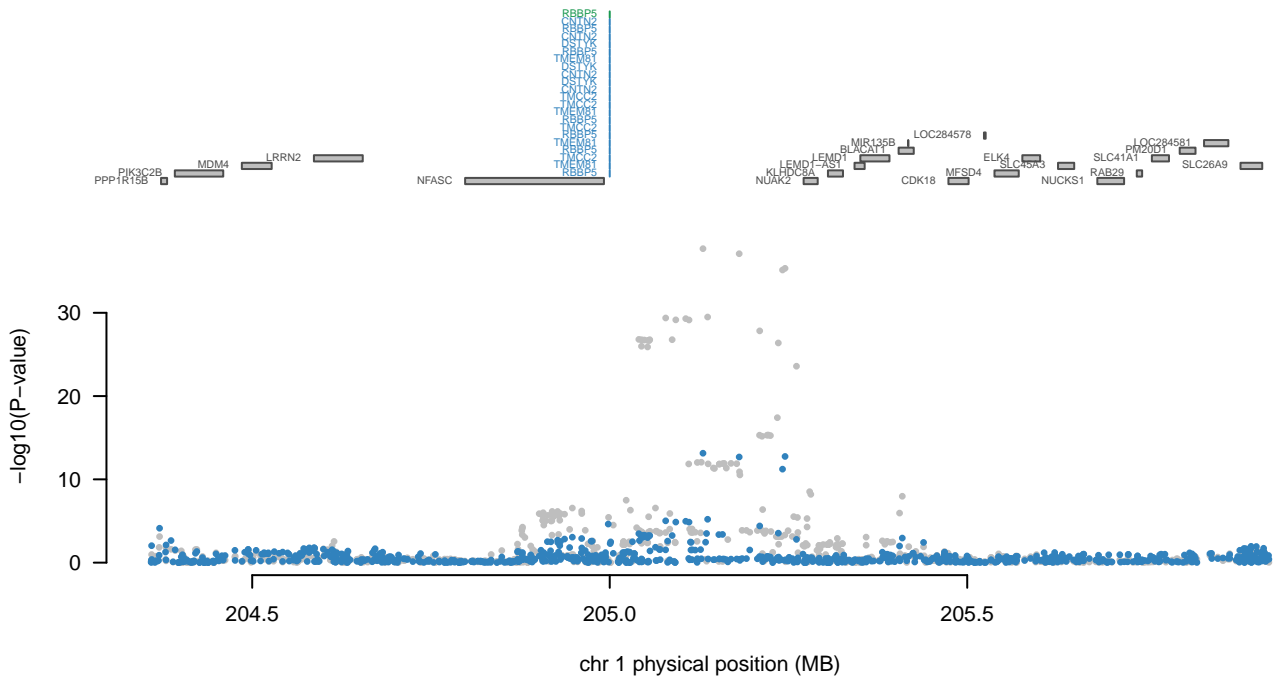 RBBP5
CNTN2
RBBP5
CNTN2
DSTYK
RBBP5
TMEM81
DSTYK
CNTN2
DSTYK
CNTN2
TMCC2
TMCC2
TMEM81
RBBP5
TMCC2
RBBP5 LOC284578
TMEM81 MIR135B LOC284581
RBBP5 BLACAT1 PM20D1
LRRN2 TMCC2 LEMD1 ELK4 SLC41A1
MDM4 TMEM81 LEMD1−AS1 SLC45A3 SLC26A9
PIK3C2B RBBP5 KLHDC8A MFSD4 RAB29
PPP1R15B NFASC NUAK2 CDK18 NUCKS1
30
20
10
0
−log10(P−value)
204.5 205.0 205.5
chr 1 physical position (MB)